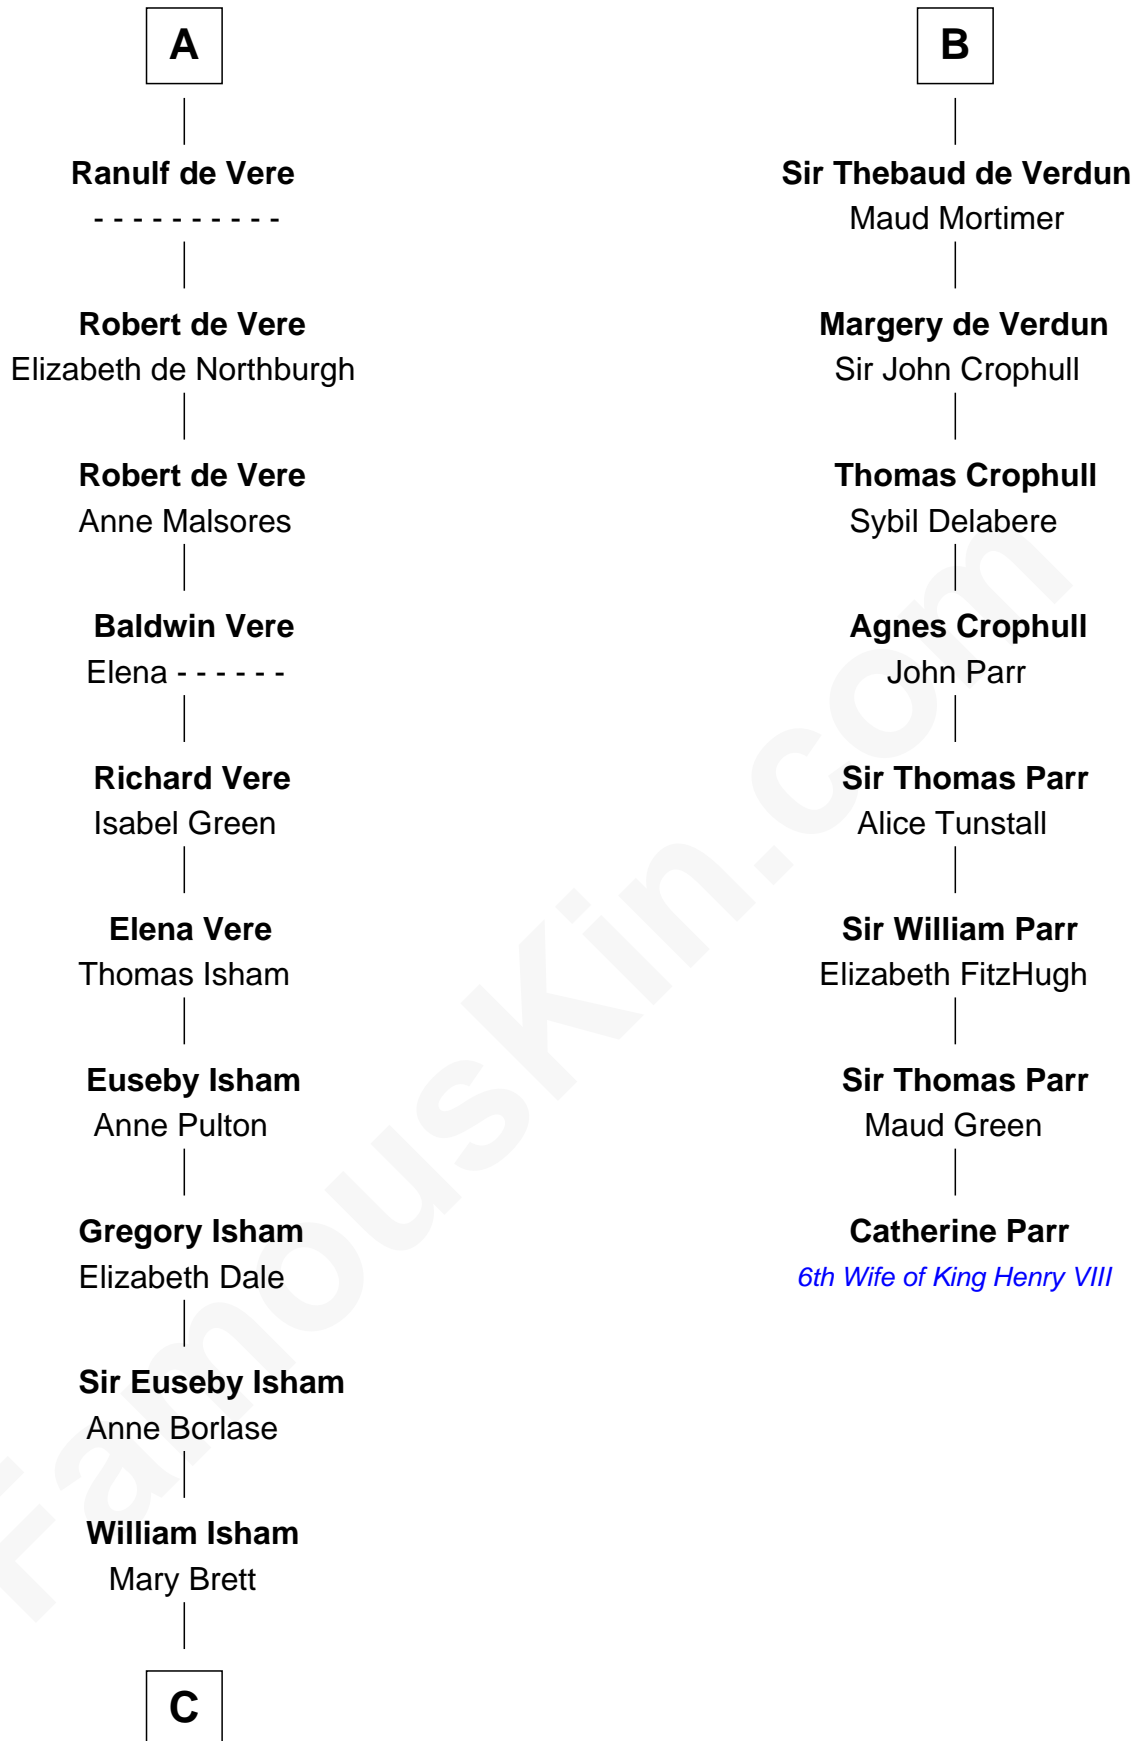 A
Ranulf de Vere
- - - - - - - - - -
Robert de Vere
Elizabeth de Northburgh
Robert de Vere
Anne Malsores
Baldwin Vere
Elena - - - - - -
Richard Vere
Isabel Green
Elena Vere
Thomas Isham
Euseby Isham
Anne Pulton
Gregory Isham
Elizabeth Dale
Sir Euseby Isham
Anne Borlase
William Isham
Mary Brett
C
B
Sir Thebaud de Verdun
Maud Mortimer
Margery de Verdun
Sir John Crophull
Thomas Crophull
Sybil Delabere
Agnes Crophull
John Parr
Sir Thomas Parr
Alice Tunstall
Sir William Parr
Elizabeth FitzHugh
Sir Thomas Parr
Maud Green
Catherine Parr
6th Wife of King Henry VIII
FamousKin.com